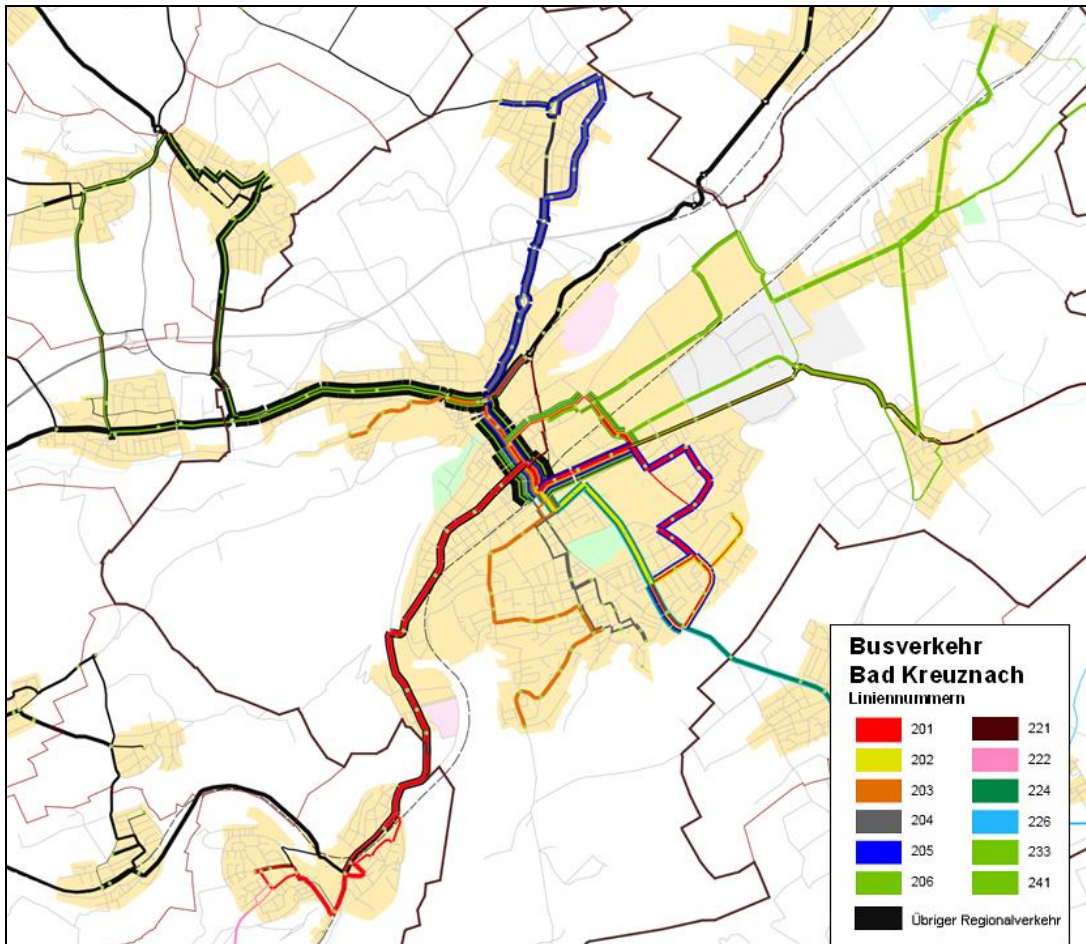 Busverkehr
Bad Kreuznach
Liniennummern
201 221
202 222
203 224
204 226
205 233
206 241
Übriger Regionalverkehr